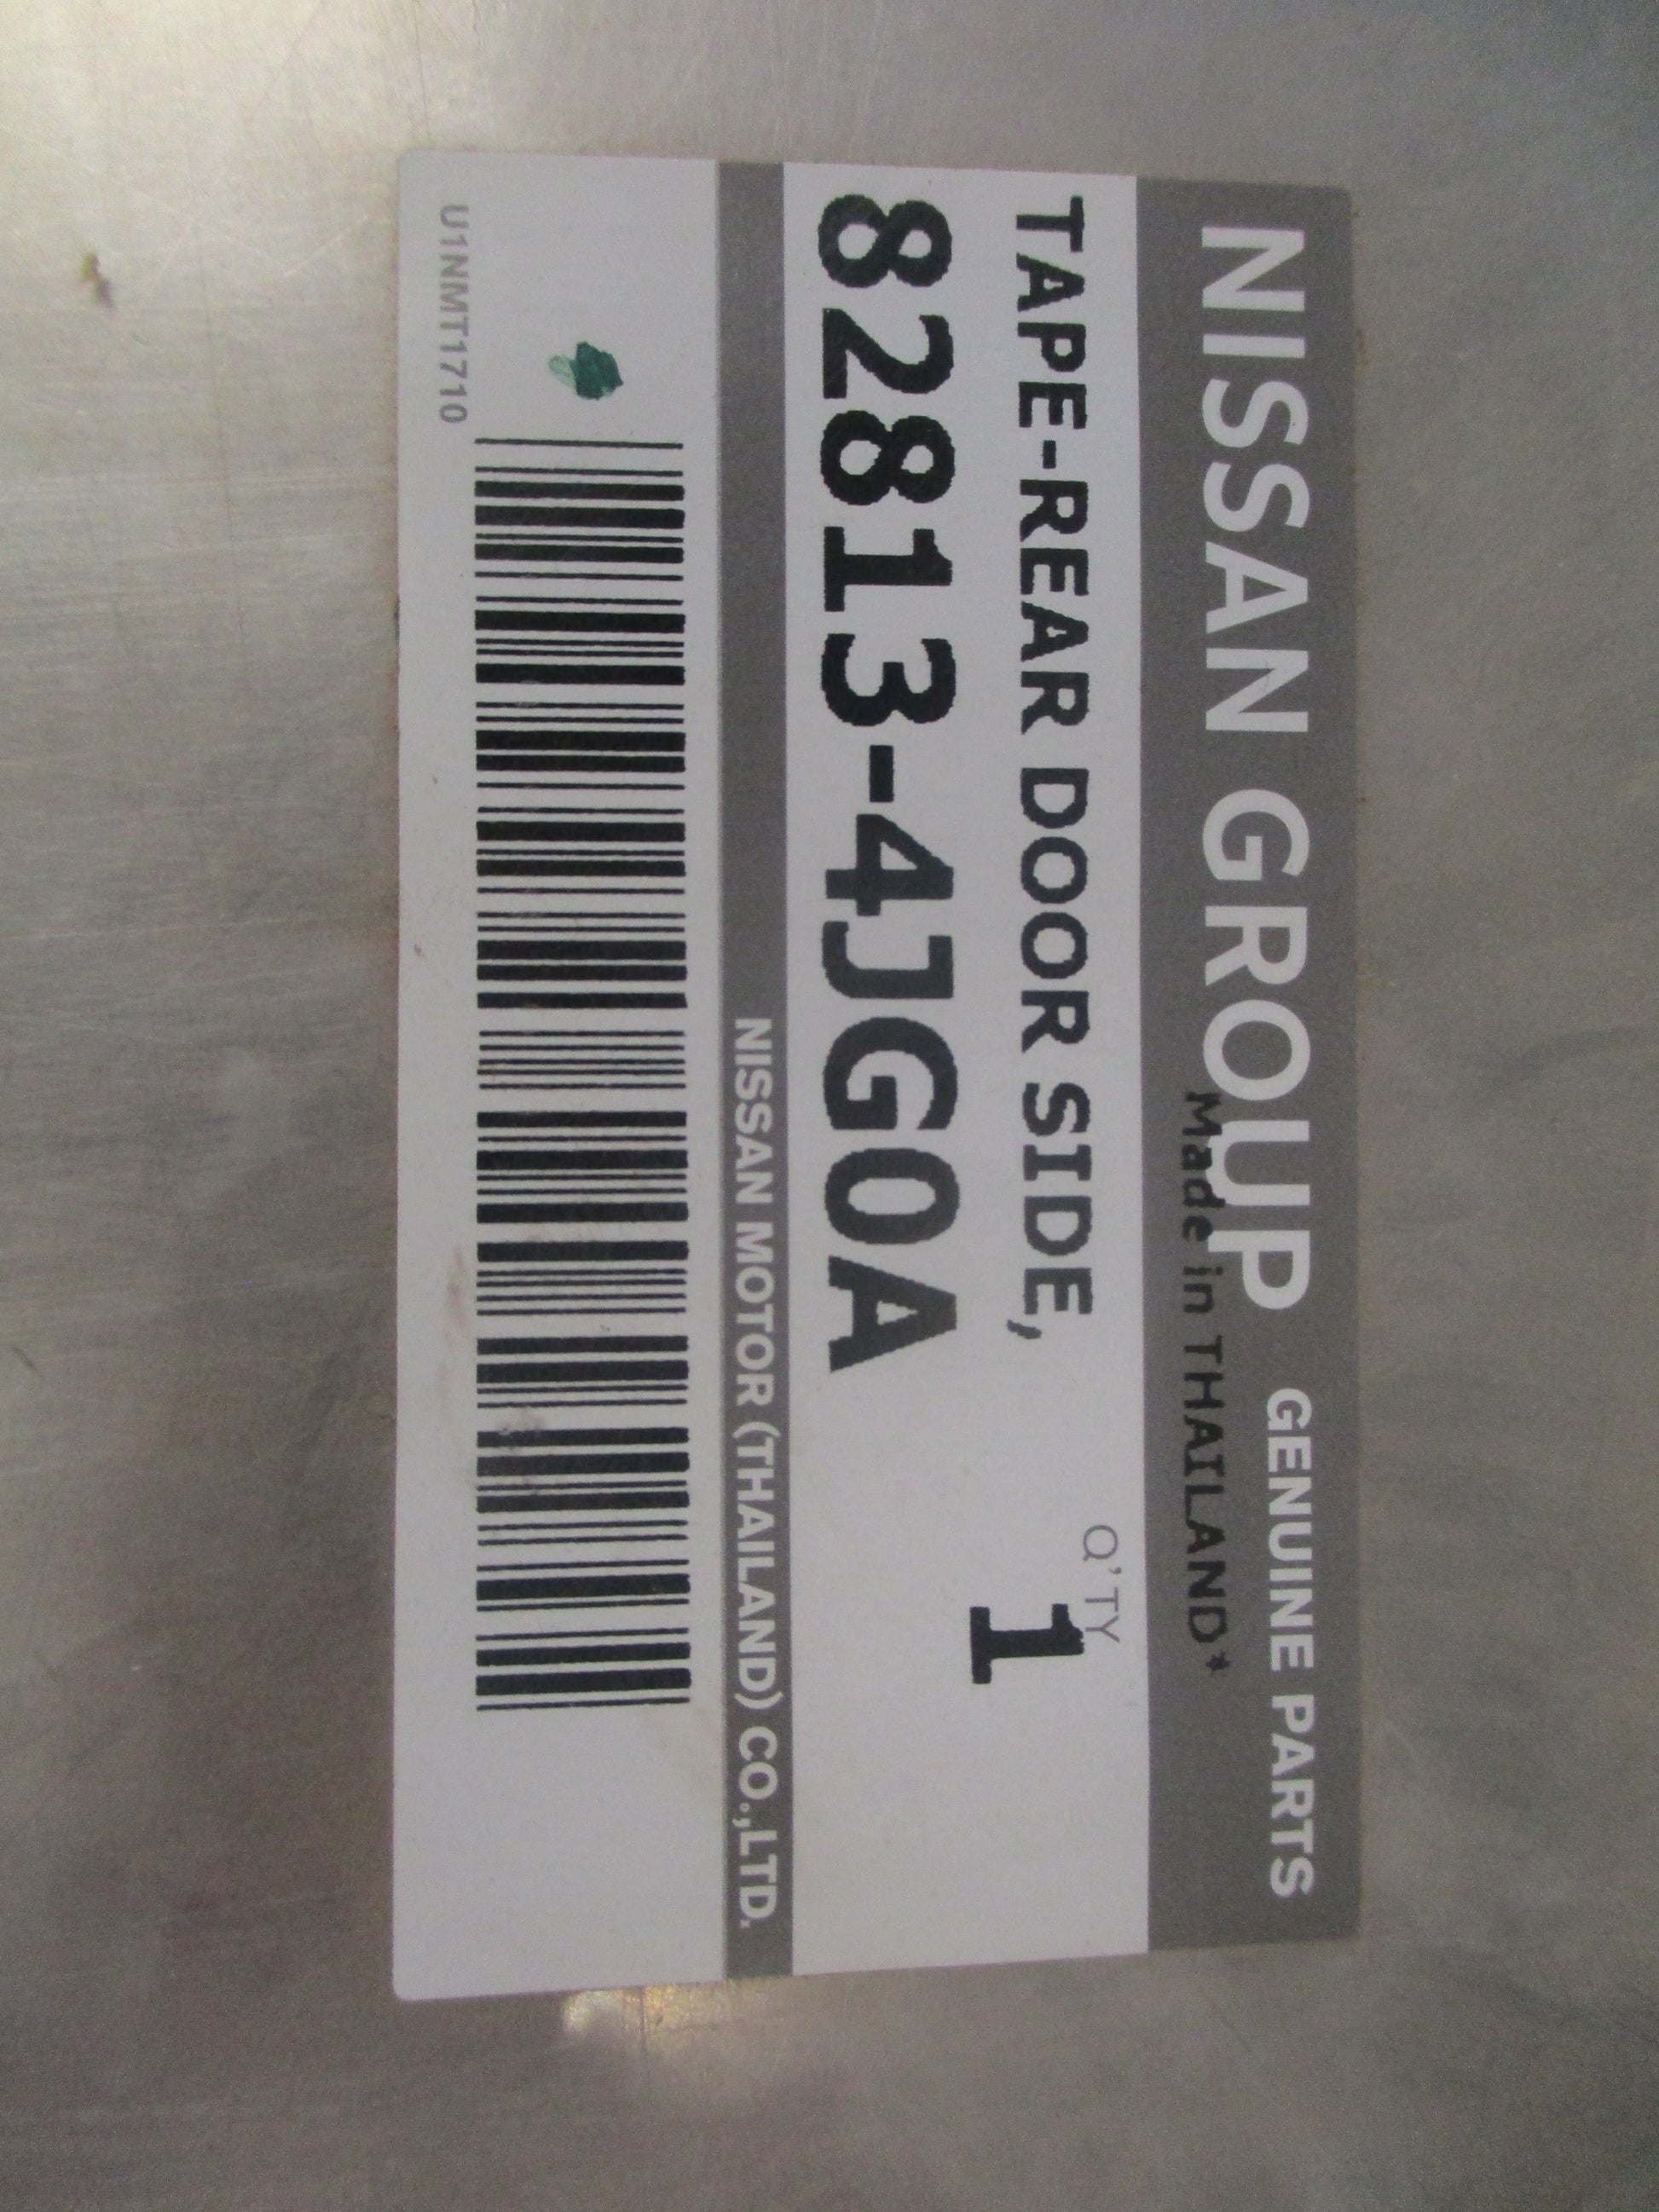 NISSAN GROUP GENUINE PARTS
Made in THAILAND*
TAPE-REAR DOOR SIDE,
Q'TY
1
82813-4JG0A
NISSAN MOTOR (THAILAND) CO.,LTD.
U1NMT1710